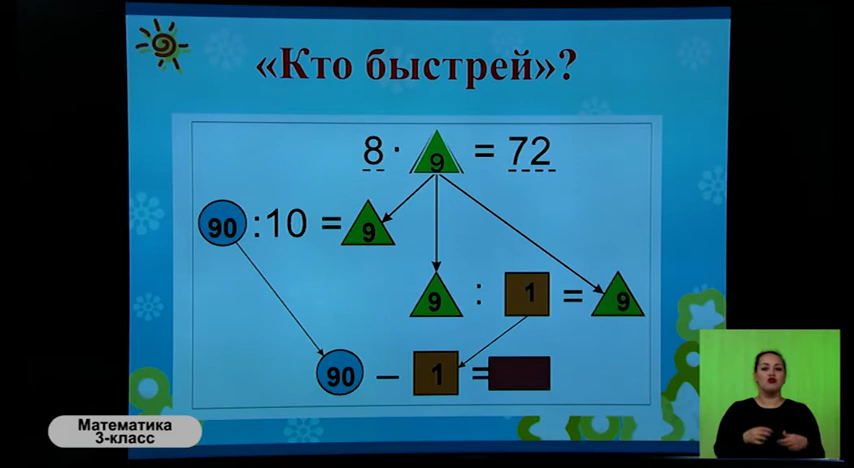 «Кто быстрей»?
8 · 9 = 72
90 :10 = 9
9 : 1 = 9
90 – 1 =
Математика
3-класс